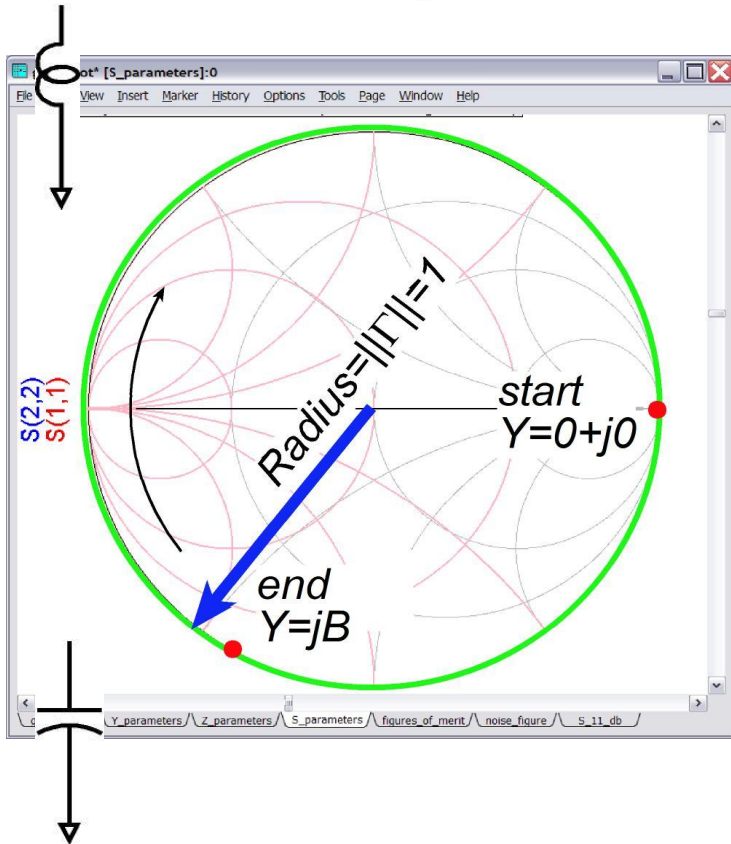 ot* [S_parameters]:0
File View Insert Marker History Options Tools Page Window Help
Radius=||Γ||=1
start
Y=0+j0
S(2,2)
S(1,1)
end
Y=jB
Y_parameters Z_parameters S_parameters figures_of_merit noise_figure S_11_db